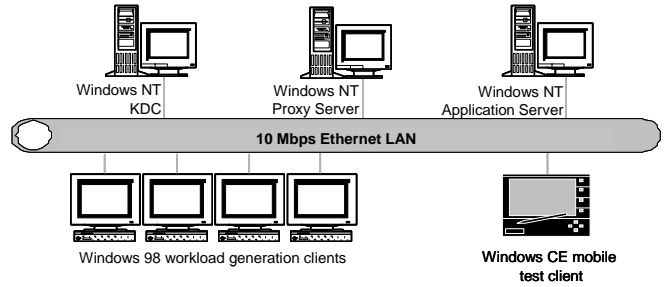 Windows NT
KDC
Windows NT
Proxy Server
Windows NT
Application Server
10 Mbps Ethernet LAN
Windows 98 workload generation clients
Windows CE mobile
test client